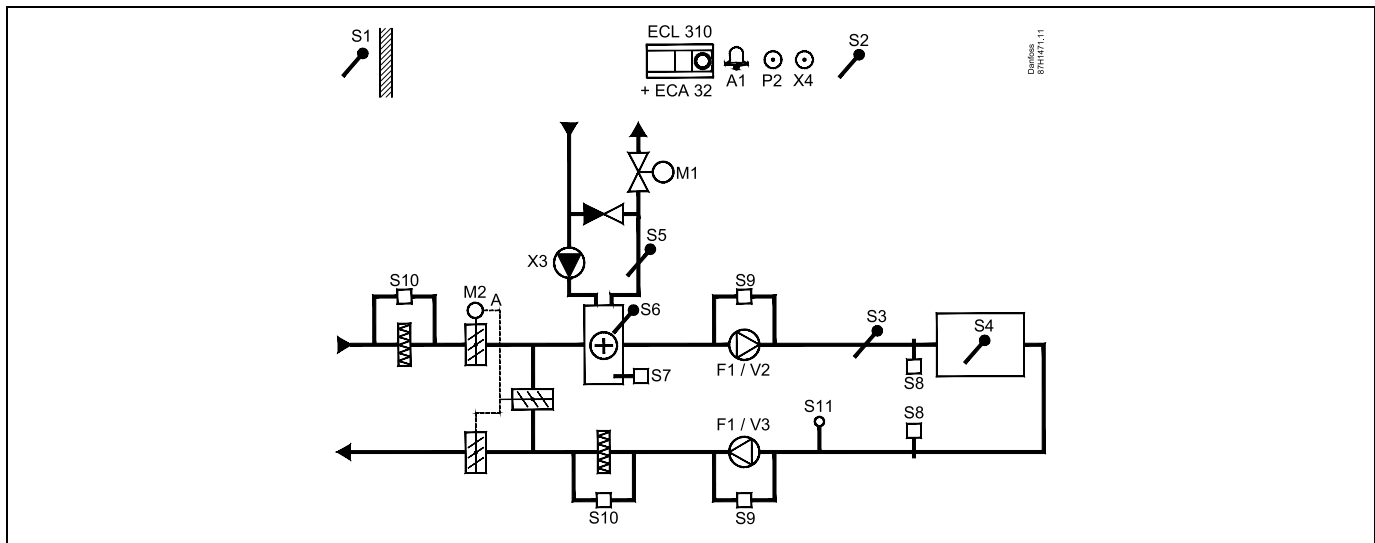 S1
ECL 310
+ ECA 32
A1
P2
X4
S2
Danfoss
87H1471.11
M1
S5
X3
S10
M2
A
S6
S9
S3
S4
F1 / V2
S7
S8
F1 / V3
S11
S8
S10
S9